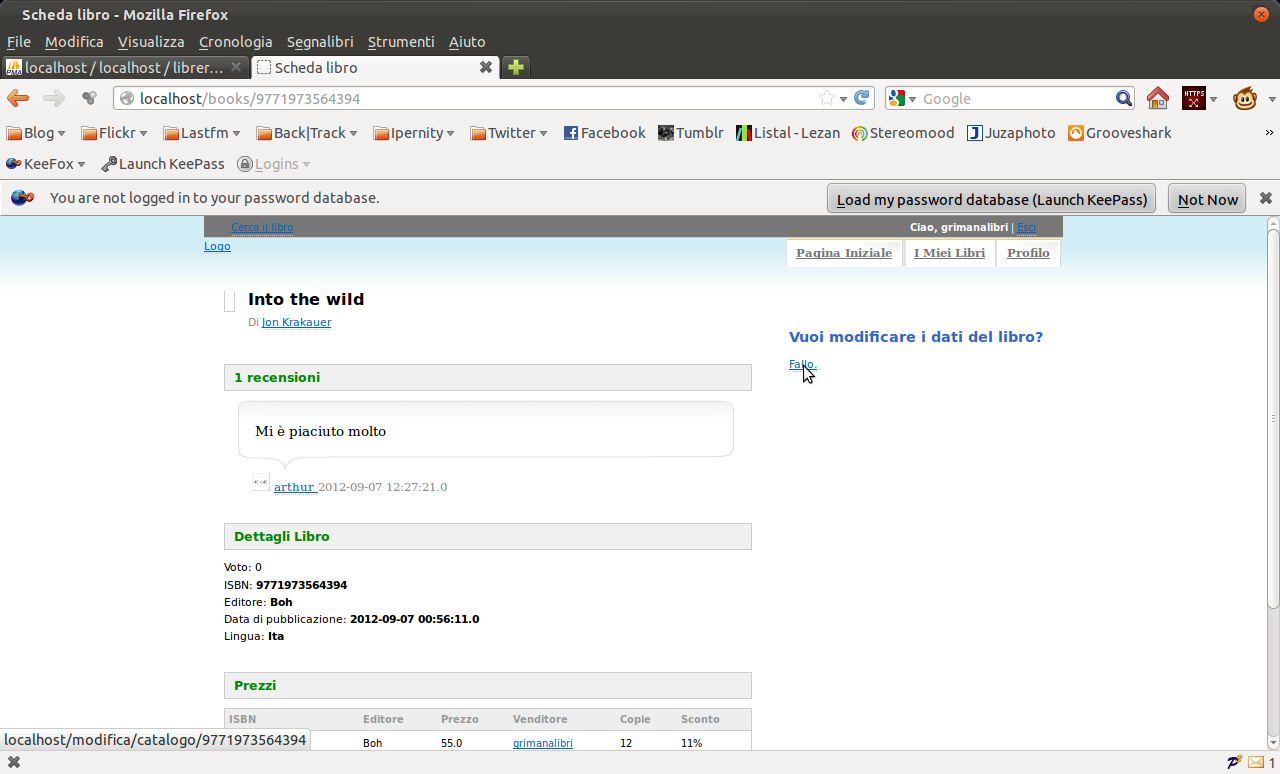 Scheda libro - Mozilla Firefox
File Modifica Visualizza Cronologia Segnalibri Strumenti Aiuto
localhost / localhost / librer... Scheda libro
localhost/books/9771973564394 Google
Blog Flickr Lastfm Back|Track Ipernity Twitter Facebook Tumblr Listal - Lezan Stereomood Juzaphoto Grooveshark »
KeeFox Launch KeePass Logins
You are not logged in to your password database. Load my password database (Launch KeePass) Not Now
Cerca il libro Ciao, grimanalibri | Esci
Logo Pagina Iniziale I Miei Libri Profilo
Into the wild
Di Jon Krakauer
Vuoi modificare i dati del libro?
Fallo.
1 recensioni
Mi è piaciuto molto
arthur 2012-09-07 12:27:21.0
Dettagli Libro
Voto: 0
ISBN: 9771973564394
Editore: Boh
Data di pubblicazione: 2012-09-07 00:56:11.0
Lingua: Ita
Prezzi
ISBN Editore Prezzo Venditore Copie Sconto
Boh 55.0 grimanalibri 12 11%
localhost/modifica/catalogo/9771973564394
1